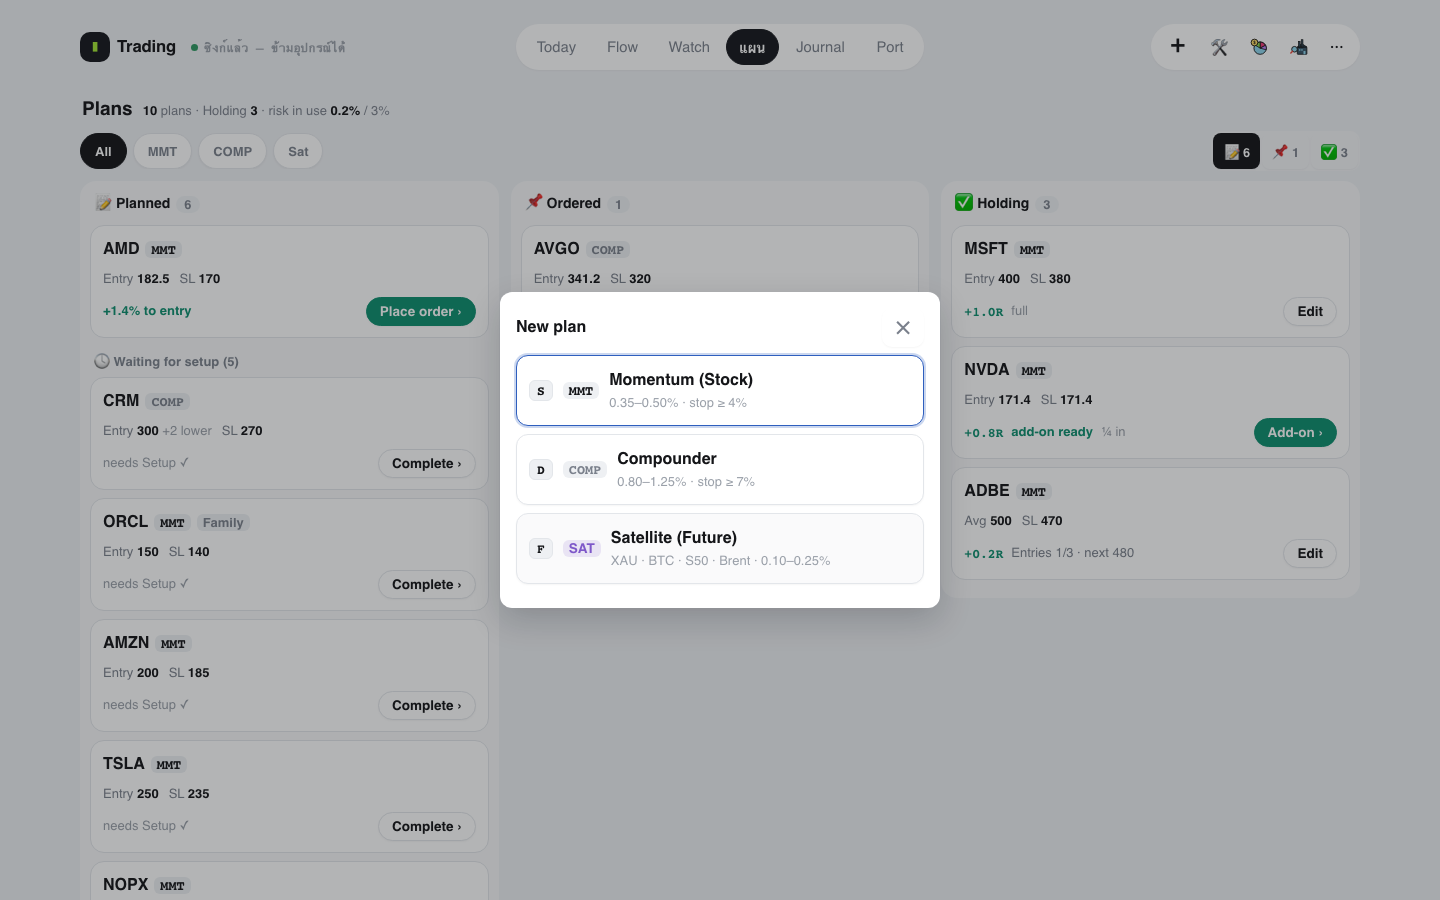 Trading
ซิงก์แล้ว — ข้ามอุปกรณ์ได้
Today Flow Watch แผน Journal Port
Plans 10 plans · Holding 3 · risk in use 0.2% / 3%
All MMT COMP Sat
6 1 3
Planned 6
AMD MMT
Entry 182.5 SL 170
+1.4% to entry Place order ›
Waiting for setup (5)
CRM COMP
Entry 300 +2 lower SL 270
needs Setup ✓ Complete ›
ORCL MMT Family
Entry 150 SL 140
needs Setup ✓ Complete ›
AMZN MMT
Entry 200 SL 185
needs Setup ✓ Complete ›
TSLA MMT
Entry 250 SL 235
needs Setup ✓ Complete ›
NOPX MMT
Ordered 1
AVGO COMP
Entry 341.2 SL 320
Holding 3
MSFT MMT
Entry 400 SL 380
+1.0R full Edit
NVDA MMT
Entry 171.4 SL 171.4
+0.8R add-on ready ¼ in Add-on ›
ADBE MMT
Avg 500 SL 470
+0.2R Entries 1/3 · next 480 Edit
New plan
S MMT Momentum (Stock)
0.35–0.50% · stop ≥ 4%
D COMP Compounder
0.80–1.25% · stop ≥ 7%
F SAT Satellite (Future)
XAU · BTC · S50 · Brent · 0.10–0.25%